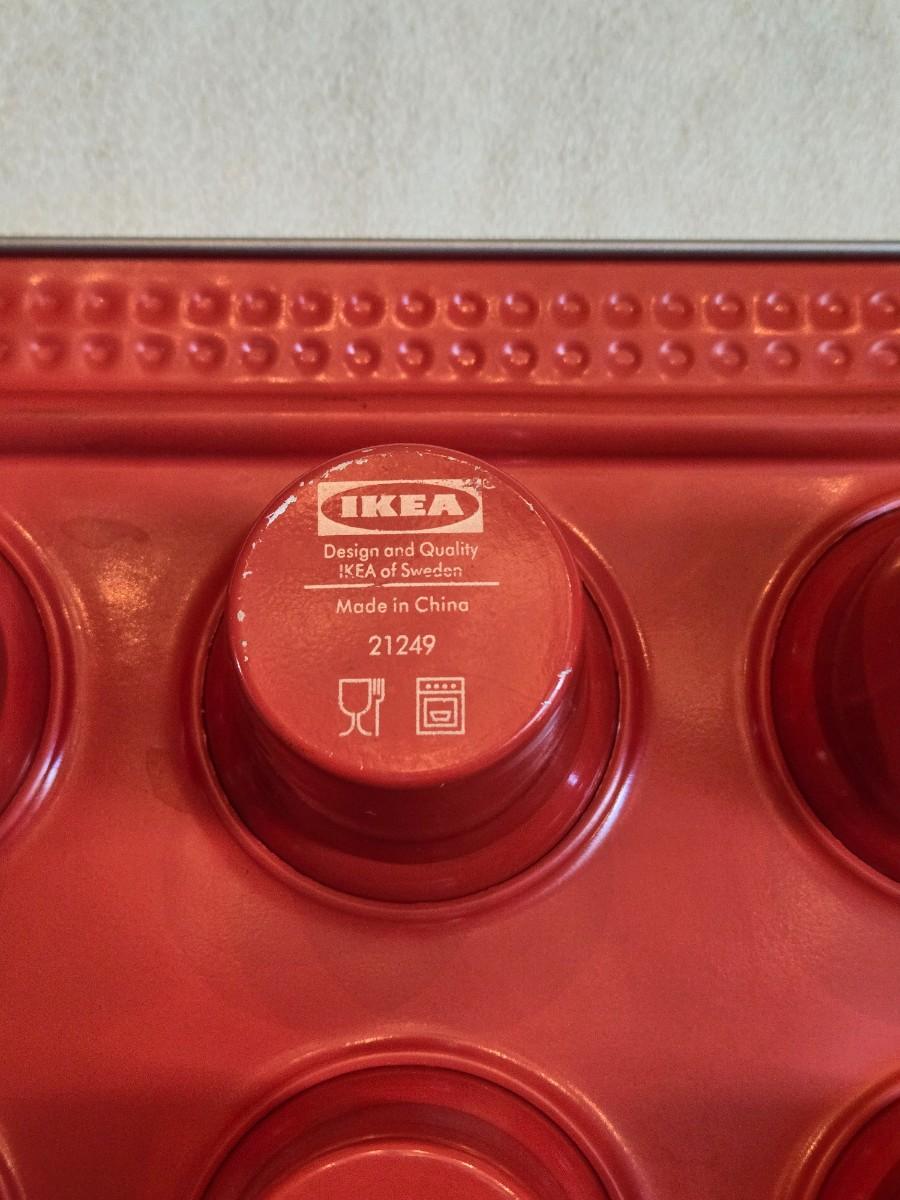 IKEA
Design and Quality
IKEA of Sweden
Made in China
21249